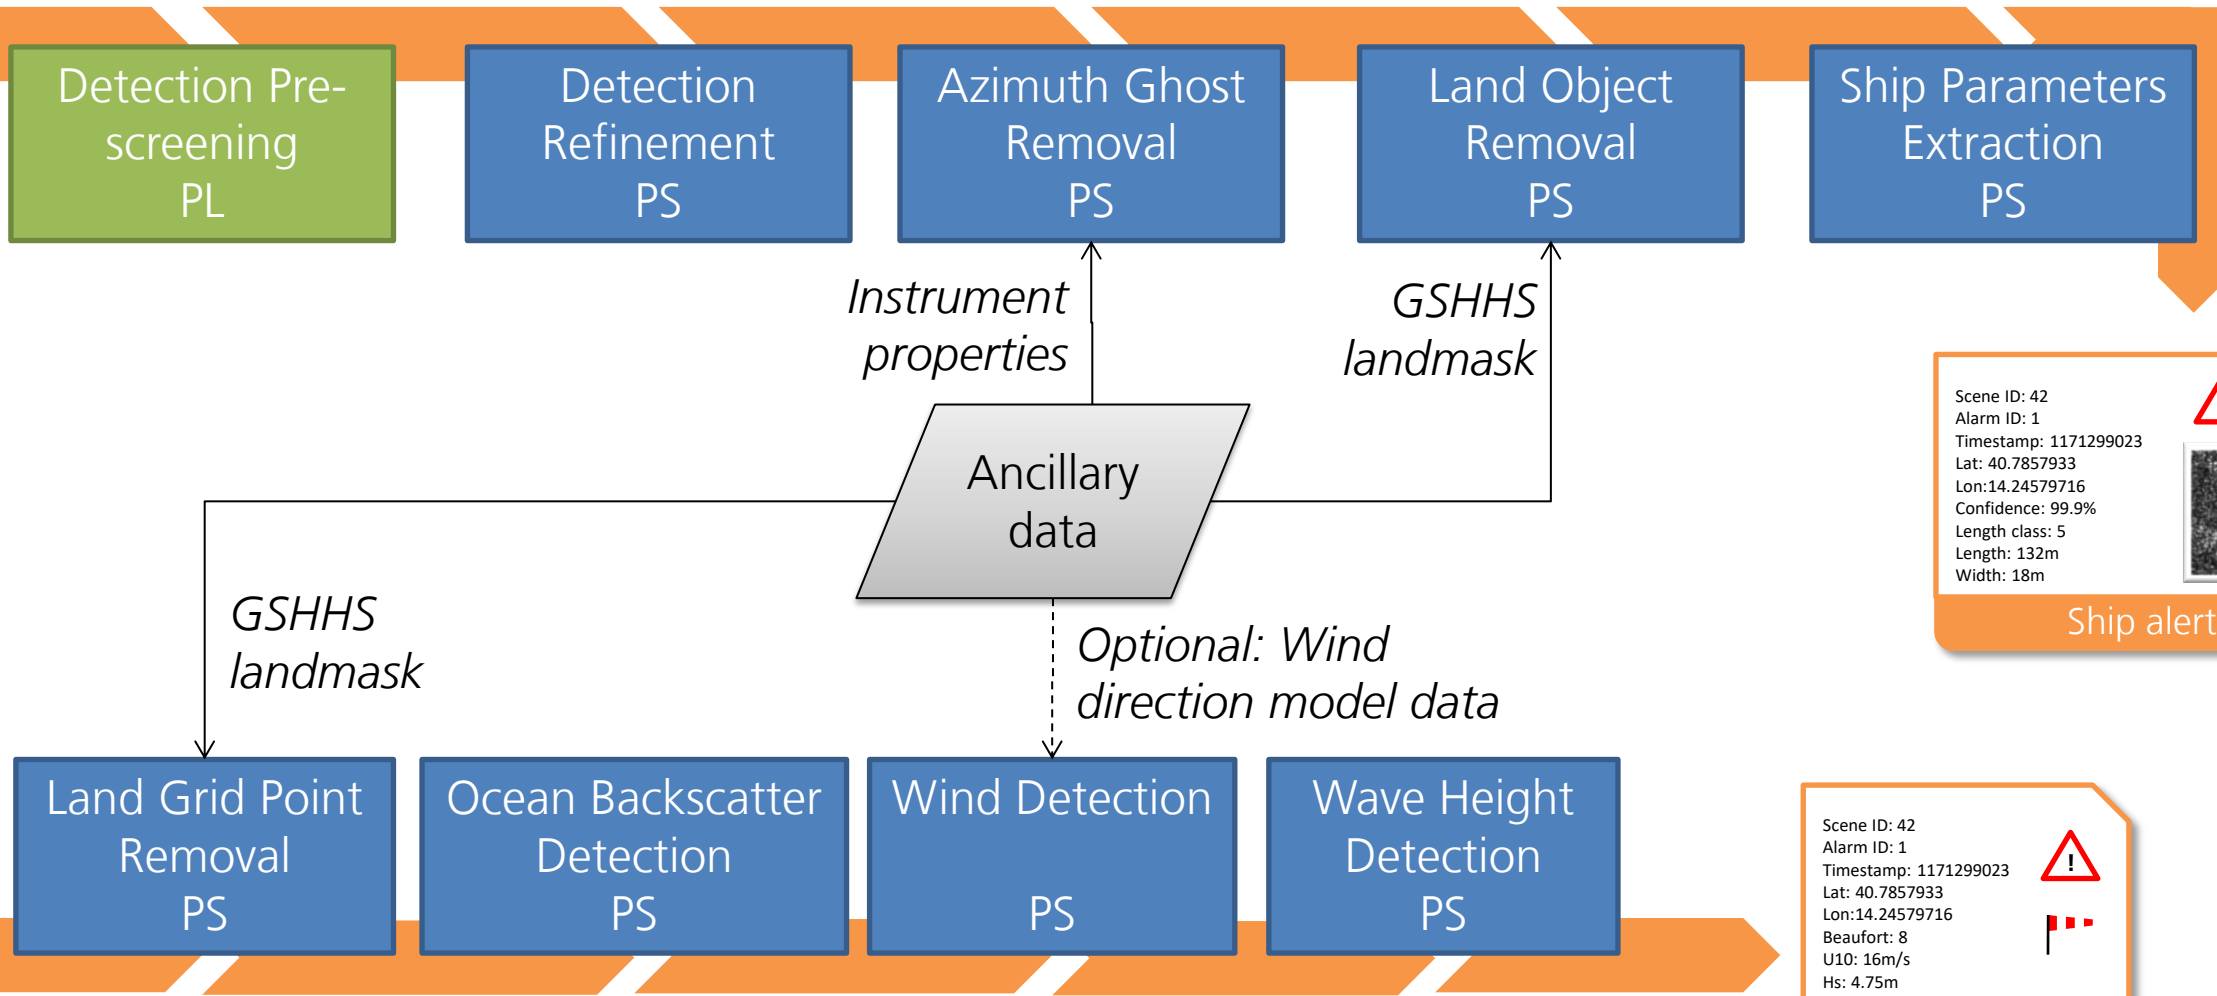 Detection Pre-
screening
PL
Detection
Refinement
PS
Azimuth Ghost
Removal
PS
Land Object
Removal
PS
Ship Parameters
Extraction
PS
Instrument
properties
GSHHS
landmask
Ancillary
data
Scene ID: 42
Alarm ID: 1
Timestamp: 1171299023
Lat: 40.7857933
Lon:14.24579716
Confidence: 99.9%
Length class: 5
Length: 132m
Width: 18m
Ship alert
GSHHS
landmask
Optional: Wind
direction model data
Land Grid Point
Removal
PS
Ocean Backscatter
Detection
PS
Wind Detection
PS
Wave Height
Detection
PS
Scene ID: 42
Alarm ID: 1
Timestamp: 1171299023
Lat: 40.7857933
Lon:14.24579716
Beaufort: 8
U10: 16m/s
Hs: 4.75m
!